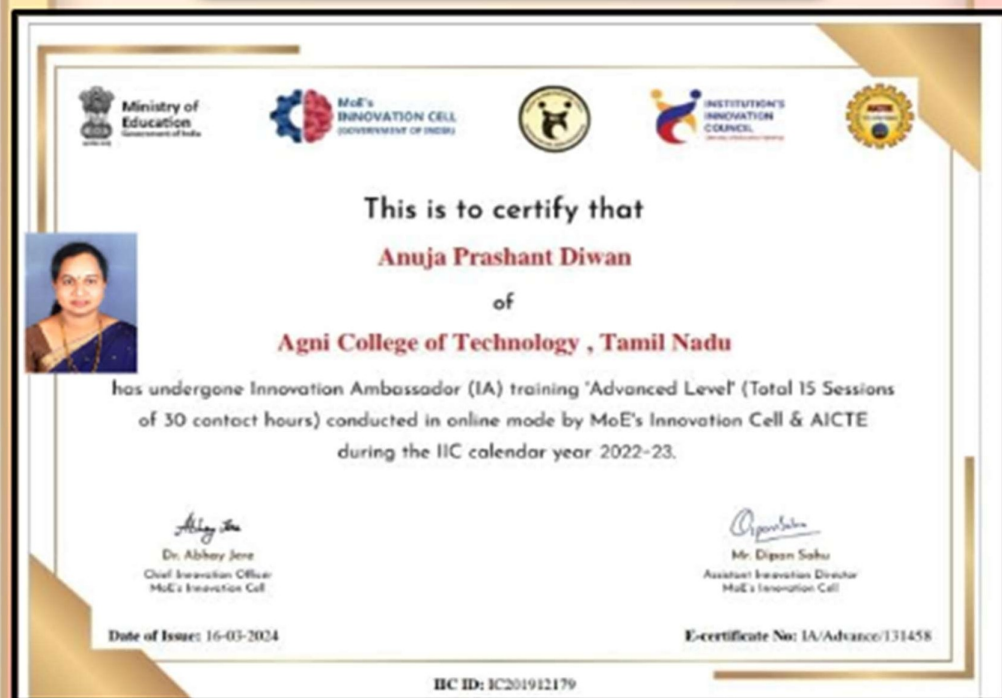 Ministry of
Education
Government of India
MoE's
INNOVATION CELL
(GOVERNMENT OF INDIA)
INSTITUTION'S
INNOVATION
COUNCIL
This is to certify that
Anuja Prashant Diwan
of
Agni College of Technology , Tamil Nadu
has undergone Innovation Ambassador (IA) training 'Advanced Level' (Total 15 Sessions
of 30 contact hours) conducted in online mode by MoE's Innovation Cell & AICTE
during the IIC calendar year 2022-23.
Abhay Jere
Dr. Abhay Jere
Chief Innovation Officer
MoE's Innovation Cell
Mr. Dipan Sahu
Assistant Innovation Director
MoE's Innovation Cell
Date of Issue: 16-03-2024
E-certificate No: IA/Advance/131458
IIC ID: IC201912179